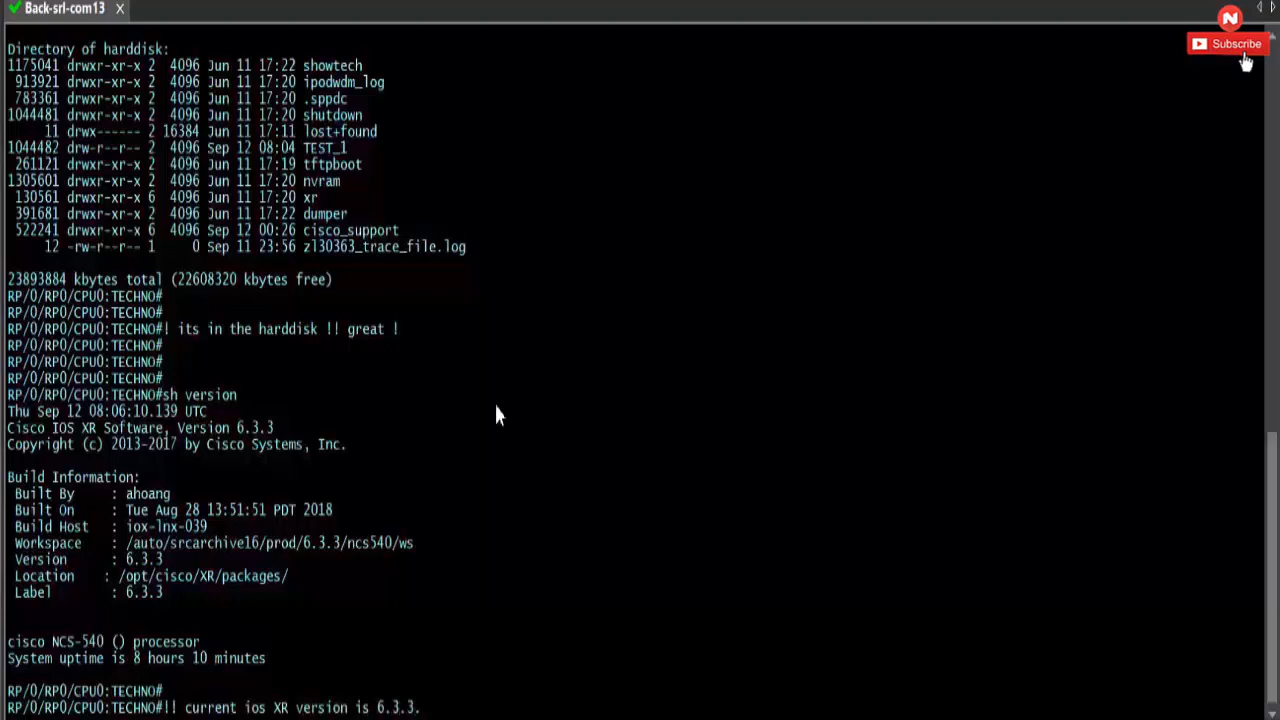 Back-srl-com13
Subscribe
Directory of harddisk:
1175041 drwxr-xr-x 2  4096 Jun 11 17:22 showtech
 913921 drwxr-xr-x 2  4096 Jun 11 17:20 ipodwdm_log
 783361 drwxr-xr-x 2  4096 Jun 11 17:20 .sppdc
1044481 drwxr-xr-x 2  4096 Jun 11 17:20 shutdown
     11 drwx------ 2 16384 Jun 11 17:11 lost+found
1044482 drw-r--r-- 2  4096 Sep 12 08:04 TEST_1
 261121 drwxr-xr-x 2  4096 Jun 11 17:19 tftpboot
1305601 drwxr-xr-x 2  4096 Jun 11 17:20 nvram
 130561 drwxr-xr-x 6  4096 Jun 11 17:20 xr
 391681 drwxr-xr-x 2  4096 Jun 11 17:22 dumper
 522241 drwxr-xr-x 6  4096 Sep 12 00:26 cisco_support
     12 -rw-r--r-- 1     0 Sep 11 23:56 zl30363_trace_file.log
23893884 kbytes total (22608320 kbytes free)
RP/0/RP0/CPU0:TECHNO#
RP/0/RP0/CPU0:TECHNO#
RP/0/RP0/CPU0:TECHNO#! its in the harddisk !! great !
RP/0/RP0/CPU0:TECHNO#
RP/0/RP0/CPU0:TECHNO#
RP/0/RP0/CPU0:TECHNO#
RP/0/RP0/CPU0:TECHNO#sh version
Thu Sep 12 08:06:10.139 UTC
Cisco IOS XR Software, Version 6.3.3
Copyright (c) 2013-2017 by Cisco Systems, Inc.
Build Information:
 Built By     : ahoang
 Built On     : Tue Aug 28 13:51:51 PDT 2018
 Build Host   : iox-lnx-039
 Workspace    : /auto/srcarchive16/prod/6.3.3/ncs540/ws
 Version      : 6.3.3
 Location    : /opt/cisco/XR/packages/
 Label        : 6.3.3
cisco NCS-540 () processor
System uptime is 8 hours 10 minutes
RP/0/RP0/CPU0:TECHNO#
RP/0/RP0/CPU0:TECHNO#!! current ios XR version is 6.3.3.